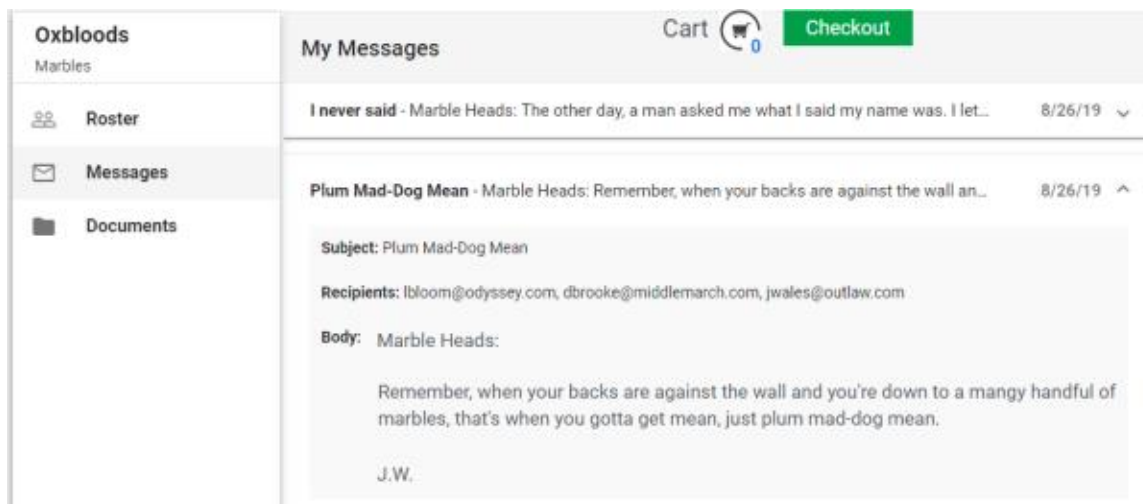 Oxbloods
Marbles
Roster
Messages
Documents
My Messages
Cart 0 Checkout
I never said - Marble Heads: The other day, a man asked me what I said my name was. I let... 8/26/19
Plum Mad-Dog Mean - Marble Heads: Remember, when your backs are against the wall an... 8/26/19
Subject: Plum Mad-Dog Mean
Recipients: lbloom@odyssey.com, dbrooke@middlemarch.com, jwales@outlaw.com
Body: Marble Heads:
Remember, when your backs are against the wall and you're down to a mangy handful of
marbles, that's when you gotta get mean, just plum mad-dog mean.
J.W.